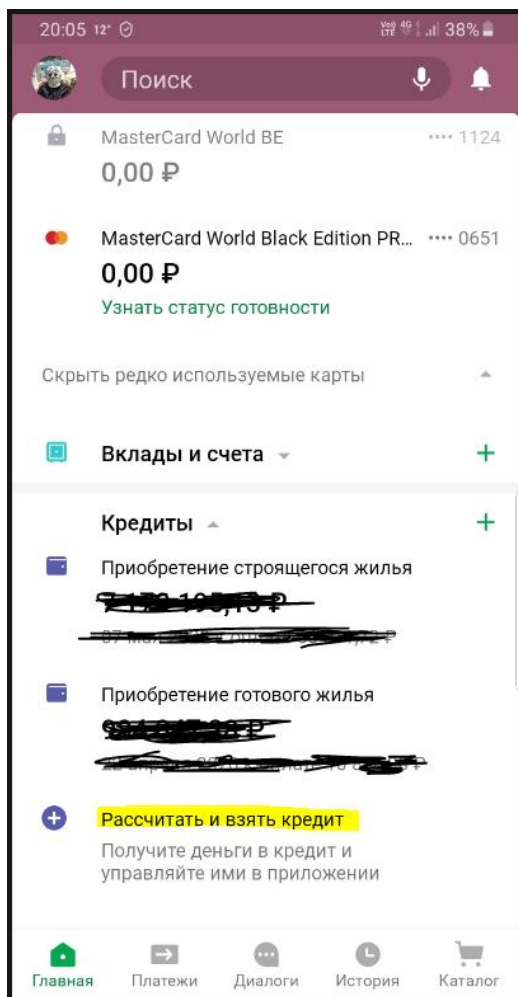 20:05 12° VoLTE 4G 38%
Поиск
MasterCard World BE •••• 1124
0,00 ₽
MasterCard World Black Edition PR... •••• 0651
0,00 ₽
Узнать статус готовности
Скрыть редко используемые карты
Вклады и счета
Кредиты
Приобретение строящегося жилья
Приобретение готового жилья
Рассчитать и взять кредит
Получите деньги в кредит и
управляйте ими в приложении
Главная Платежи Диалоги История Каталог